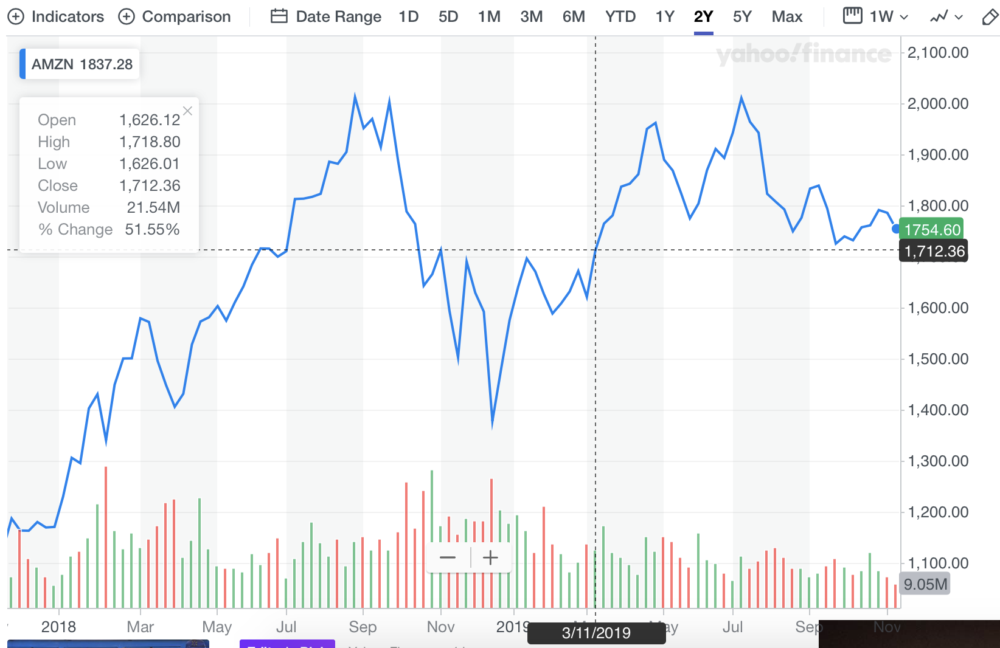 Indicators Comparison Date Range 1D 5D 1M 3M 6M YTD 1Y 2Y 5Y Max 1W
yahoo!finance
AMZN 1837.28
Open 1,626.12
High 1,718.80
Low 1,626.01
Close 1,712.36
Volume 21.54M
% Change 51.55%
2,100.00
2,000.00
1,900.00
1,800.00
1754.60
1,712.36
1,600.00
1,500.00
1,400.00
1,300.00
1,200.00
1,100.00
9.05M
2018 Mar May Jul Sep Nov 2019 May Jul Sep Nov
3/11/2019